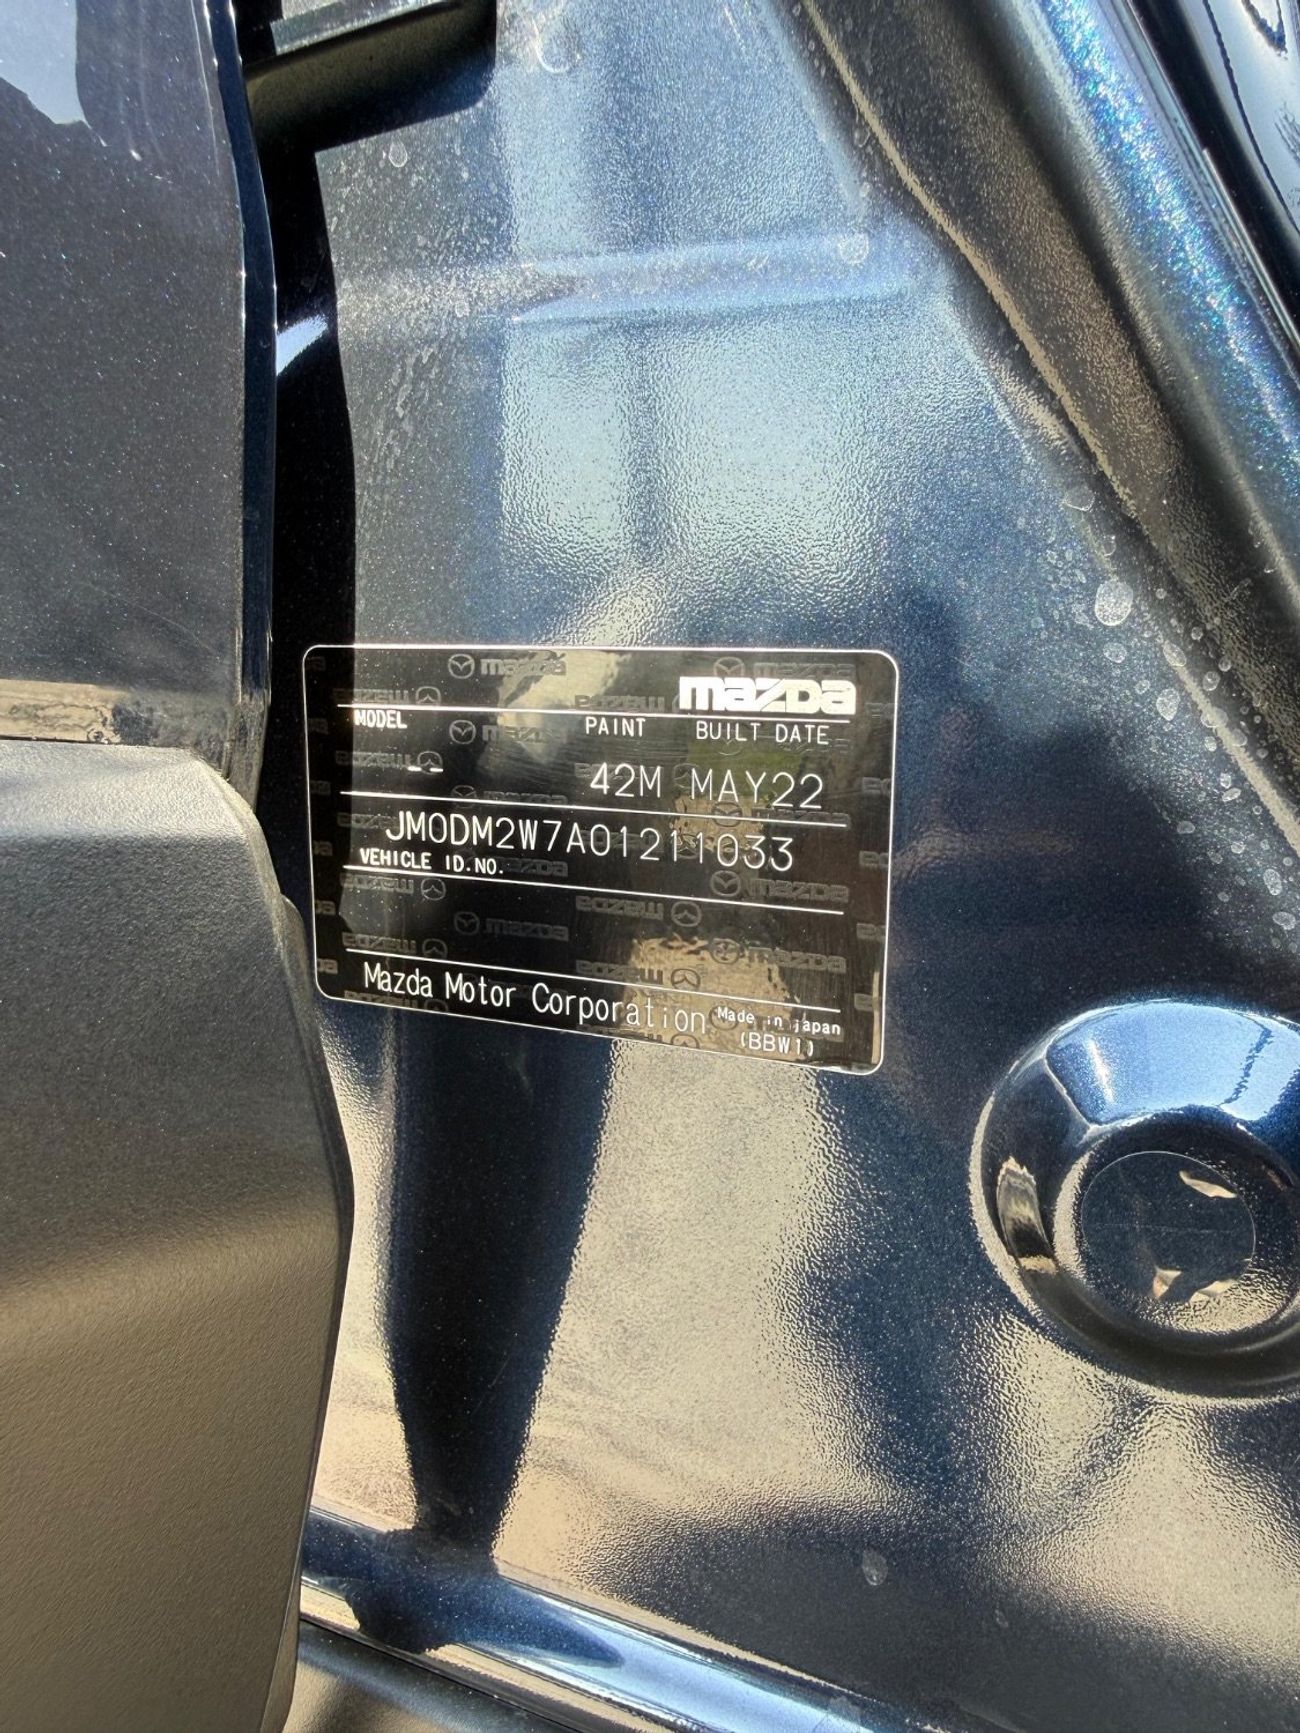 mazda
MODEL PAINT BUILT DATE
-- 42M MAY22
JM0DM2W7A01211033
VEHICLE ID.NO.
Mazda Motor Corporation Made in japan
(BBW1)